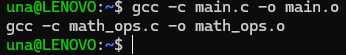 una@LENOVO:~$ gcc -c main.c -o main.o
gcc -c math_ops.c -o math_ops.o
una@LENOVO:~$